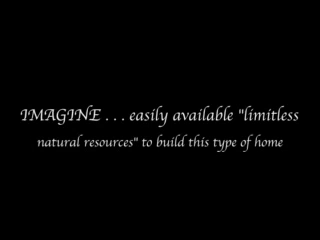 IMAGINE . . . easily available "limitless
natural resources" to build this type of home